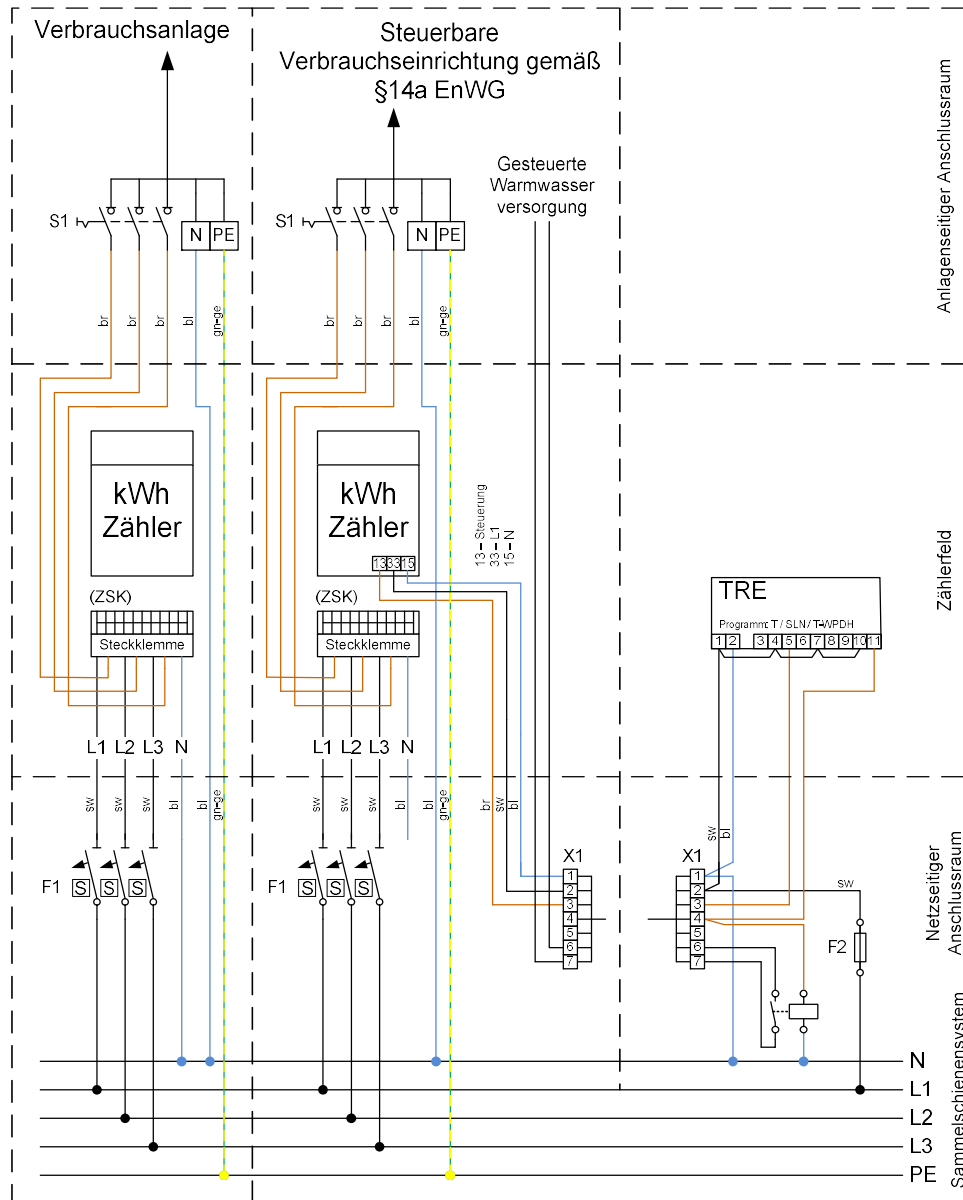 Verbrauchsanlage
Steuerbare
Verbrauchseinrichtung gemäß
§14a EnWG
Gesteuerte
Warmwasser
versorgung
Anlagenseitiger Anschlussraum
S1
N PE
S1
N PE
br
br
br
bl
gn-ge
br
br
br
bl
gn-ge
kWh
Zähler
kWh
Zähler
13 33 15
13 – Steuerung
33 – L1
15 – N
Zählerfeld
TRE
Programm: T / SLN / T-WPDH
1 2 3 4 5 6 7 8 9 10 11
(ZSK)
Steckklemme
(ZSK)
Steckklemme
L1 L2 L3 N
L1 L2 L3 N
sw
sw
sw
bl
bl
gn-ge
sw
sw
sw
bl
bl
gn-ge
br
sw
bl
sw
bl
F1
S S S
F1
S S S
X1
1
2
3
4
5
6
7
X1
1
2
3
4
5
6
7
sw
F2
Netzseitiger
Anschlussraum
N
L1
L2
L3
PE
Sammelschienensystem